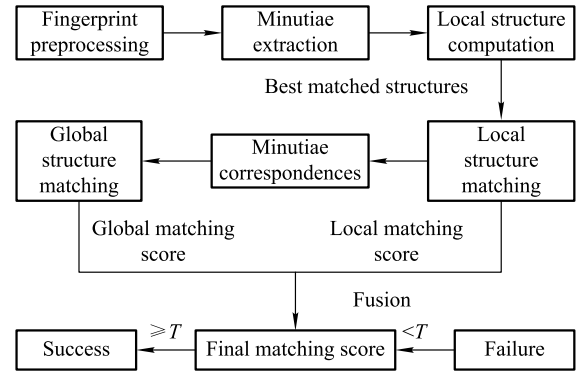 Fingerprint
preprocessing
Minutiae
extraction
Local structure
computation
Best matched structures
Global
structure
matching
Minutiae
correspondences
Local
structure
matching
Global matching
score
Local matching
score
Fusion
Success
⩾T
Final matching score
<T
Failure